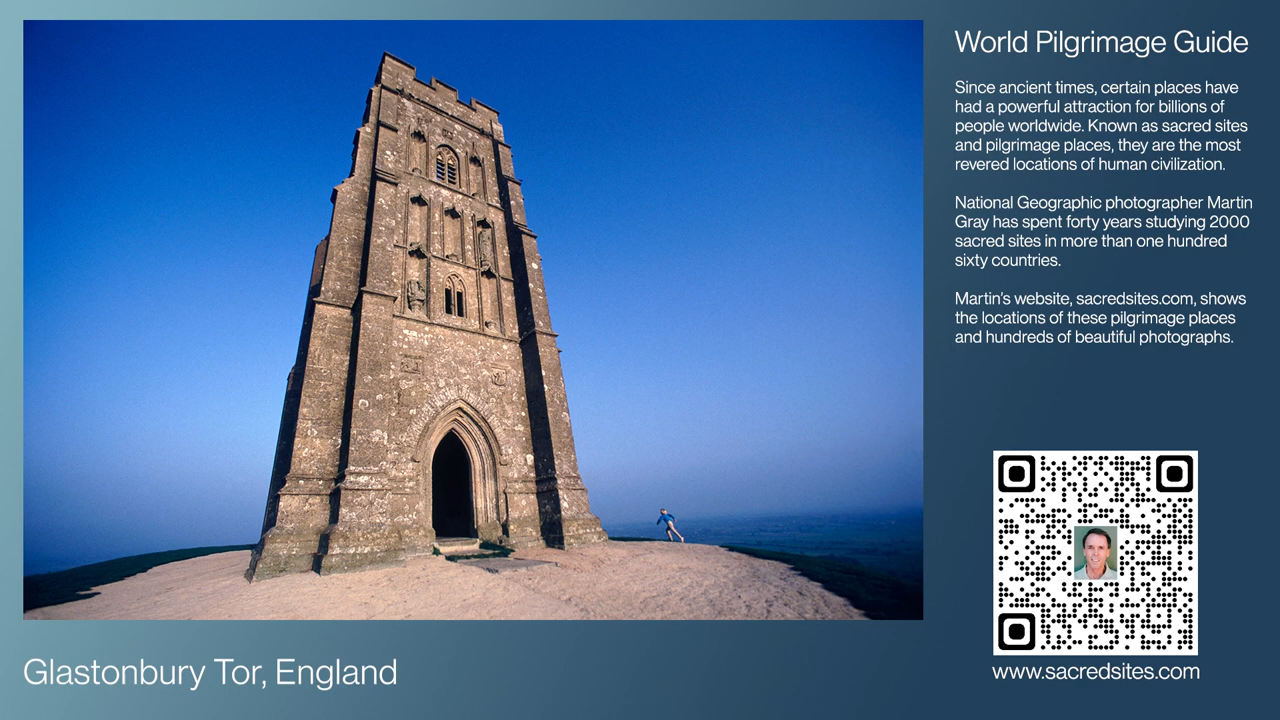 World Pilgrimage Guide
Since ancient times, certain places have
had a powerful attraction for billions of
people worldwide. Known as sacred sites
and pilgrimage places, they are the most
revered locations of human civilization.
National Geographic photographer Martin
Gray has spent forty years studying 2000
sacred sites in more than one hundred
sixty countries.
Martin's website, sacredsites.com, shows
the locations of these pilgrimage places
and hundreds of beautiful photographs.
Glastonbury Tor, England
www.sacredsites.com